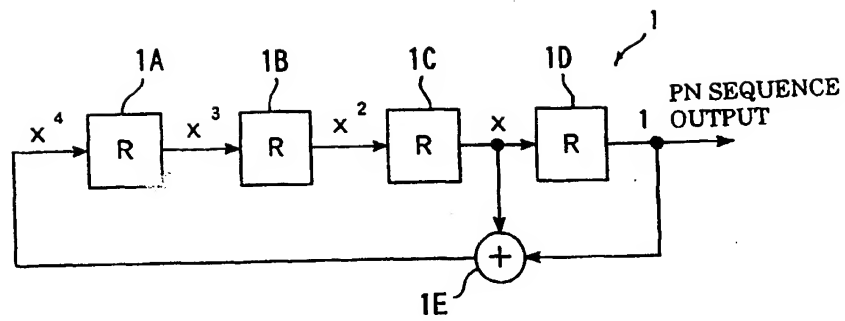 1
1A
1B
1C
1D
PN SEQUENCE
OUTPUT
x⁴
x³
x²
x
1
R
R
R
R
+
1E